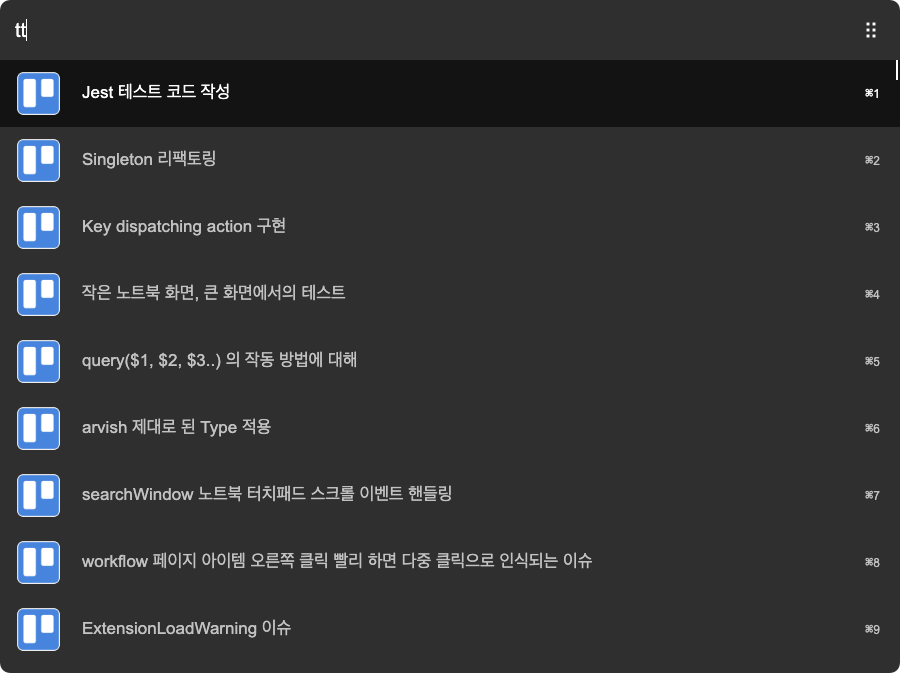 tt
Jest 테스트 코드 작성
⌘1
Singleton 리팩토링
⌘2
Key dispatching action 구현
⌘3
작은 노트북 화면, 큰 화면에서의 테스트
⌘4
query($1, $2, $3..) 의 작동 방법에 대해
⌘5
arvish 제대로 된 Type 적용
⌘6
searchWindow 노트북 터치패드 스크롤 이벤트 핸들링
⌘7
workflow 페이지 아이템 오른쪽 클릭 빨리 하면 다중 클릭으로 인식되는 이슈
⌘8
ExtensionLoadWarning 이슈
⌘9